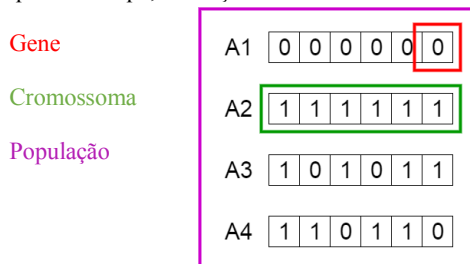 Gene
Cromossoma
População
A1 0 0 0 0 0 0
A2 1 1 1 1 1 1
A3 1 0 1 0 1 1
A4 1 1 0 1 1 0